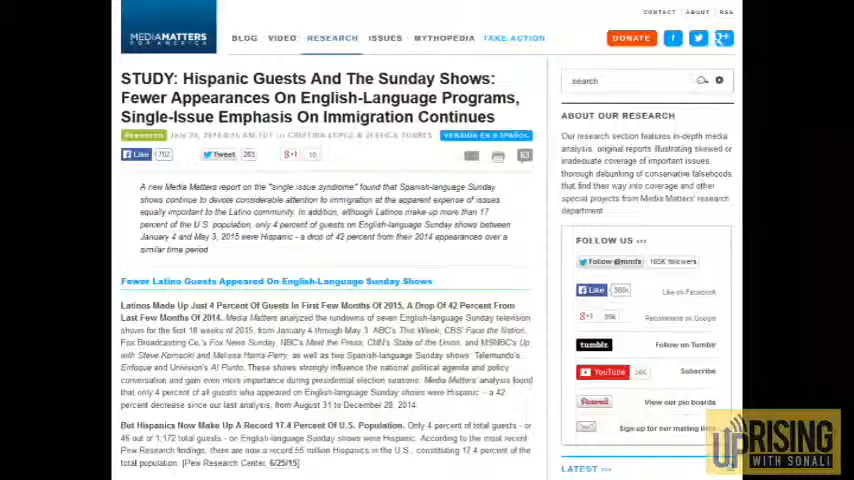 CONTACT ABOUT RSS
MEDIAMATTERS
FOR AMERICA
BLOG VIDEO RESEARCH ISSUES MYTHOPEDIA TAKE ACTION
DONATE
STUDY: Hispanic Guests And The Sunday Shows:
Fewer Appearances On English-Language Programs,
Single-Issue Emphasis On Immigration Continues
Research CRISTINA LOPEZ & JESSICA TORRES VERSIÓN EN ESPAÑOL
Like 762 Tweet 265 +1 10 63
A new Media Matters report on the "single issue syndrome" found that Spanish-language Sunday
shows continue to devote considerable attention to immigration at the apparent expense of issues
equally important to the Latino community. In addition, although Latinos make up more than 17
percent of the U.S. population, only 4 percent of guests on English-language Sunday shows between
January 4 and May 3, 2015 were Hispanic - a drop of 42 percent from their 2014 appearances over a
similar time period
Fewer Latino Guests Appeared On English-Language Sunday Shows
Latinos Made Up Just 4 Percent Of Guests In First Few Months Of 2015, A Drop Of 42 Percent From
Last Few Months Of 2014. Media Matters analyzed the rundowns of seven English-language Sunday television
shows for the first 18 weeks of 2015, from January 4 through May 3. ABC's This Week, CBS' Face the Nation,
Fox Broadcasting Co.'s Fox News Sunday, NBC's Meet the Press, CNN's State of the Union, and MSNBC's Up
with Steve Kornacki and Melissa Harris-Perry, as well as two Spanish-language Sunday shows: Telemundo's
Enfoque and Univision's Al Punto. These shows strongly influence the national political agenda and policy
conversation and gain even more importance during presidential election seasons. Media Matters' analysis found
that only 4 percent of all guests who appeared on English-language Sunday shows were Hispanic - a 42
percent decrease since our last analysis, from August 31 to December 28, 2014.
But Hispanics Now Make Up A Record 17.4 Percent Of U.S. Population. Only 4 percent of total guests - or
46 out of 1,172 total guests - on English-language Sunday shows were Hispanic. According to the most recent
Pew Research findings, there are now a record 55 million Hispanics in the U.S., constituting 17.4 percent of the
total population. [Pew Research Center, 6/25/15]
search
ABOUT OUR RESEARCH
Our research section features in-depth media
analysis, original reports illustrating skewed or
inadequate coverage of important issues,
thorough debunking of conservative falsehoods
that find their way into coverage and other
special projects from Media Matters' research
department
FOLLOW US >>>
Follow @mmfa 165K followers
Like Like on Facebook
Recommend on Google
tumblr. Follow on Tumblr
YouTube Subscribe
Pinterest View our pin boards
Sign up for our mailing list
LATEST >>>
UPRISING
WITH SONALI